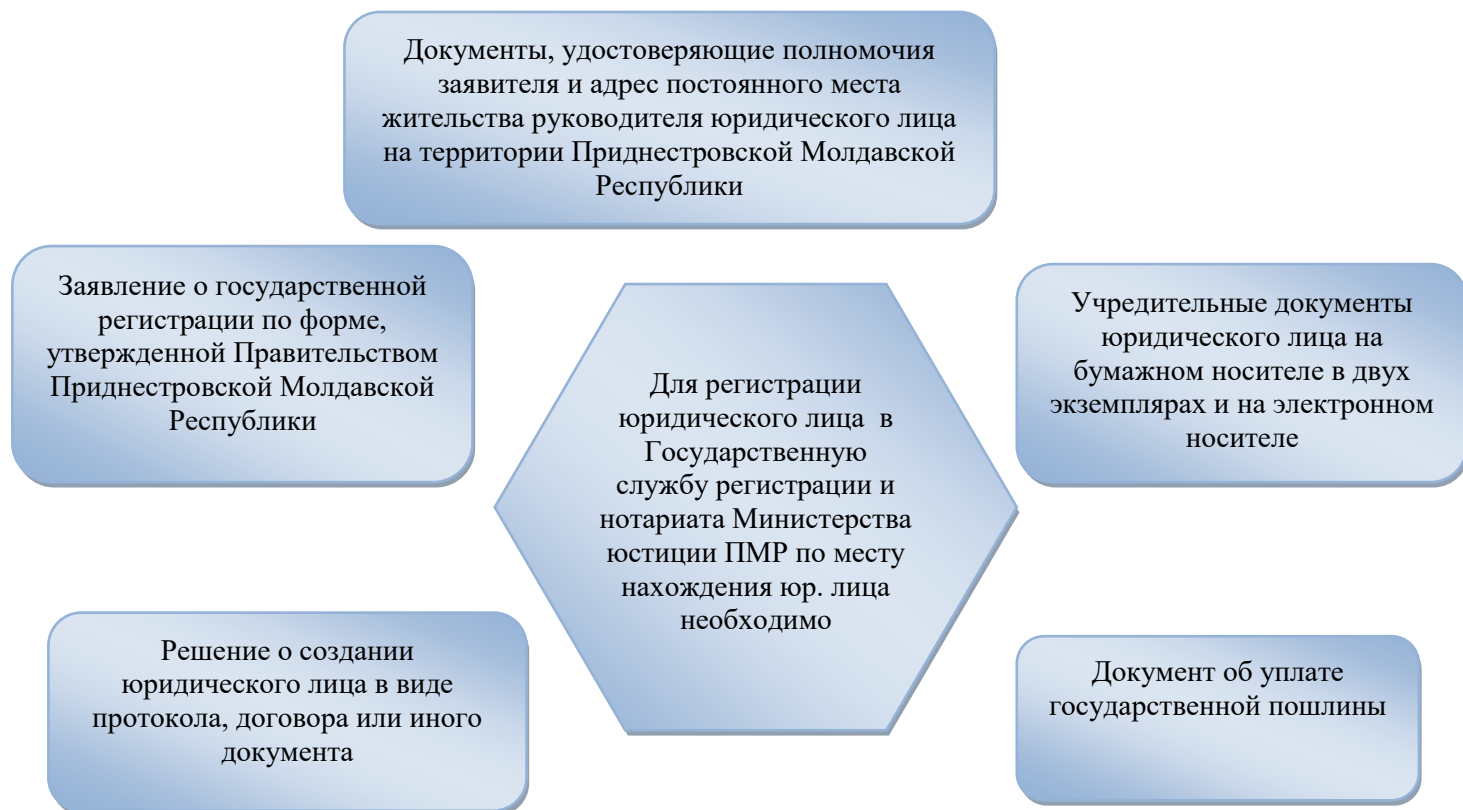 Документы, удостоверяющие полномочия
заявителя и адрес постоянного места
жительства руководителя юридического лица
на территории Приднестровской Молдавской
Республики
Заявление о государственной
регистрации по форме,
утвержденной Правительством
Приднестровской Молдавской
Республики
Для регистрации
юридического лица в
Государственную
службу регистрации и
нотариата Министерства
юстиции ПМР по месту
нахождения юр. лица
необходимо
Учредительные документы
юридического лица на
бумажном носителе в двух
экземплярах и на электронном
носителе
Решение о создании
юридического лица в виде
протокола, договора или иного
документа
Документ об уплате
государственной пошлины